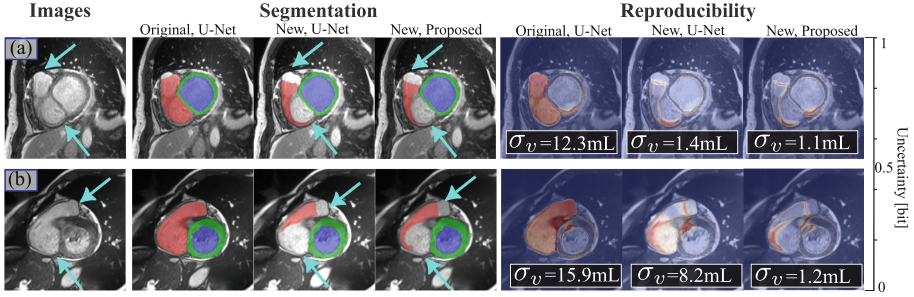 Images
Segmentation
Reproducibility
Original, U-Net
New, U-Net
New, Proposed
Original, U-Net
New, U-Net
New, Proposed
(a)
σv=12.3mL
σv=1.4mL
σv=1.1mL
(b)
σv=15.9mL
σv=8.2mL
σv=1.2mL
1
0.5
0
Uncertainty [bit]